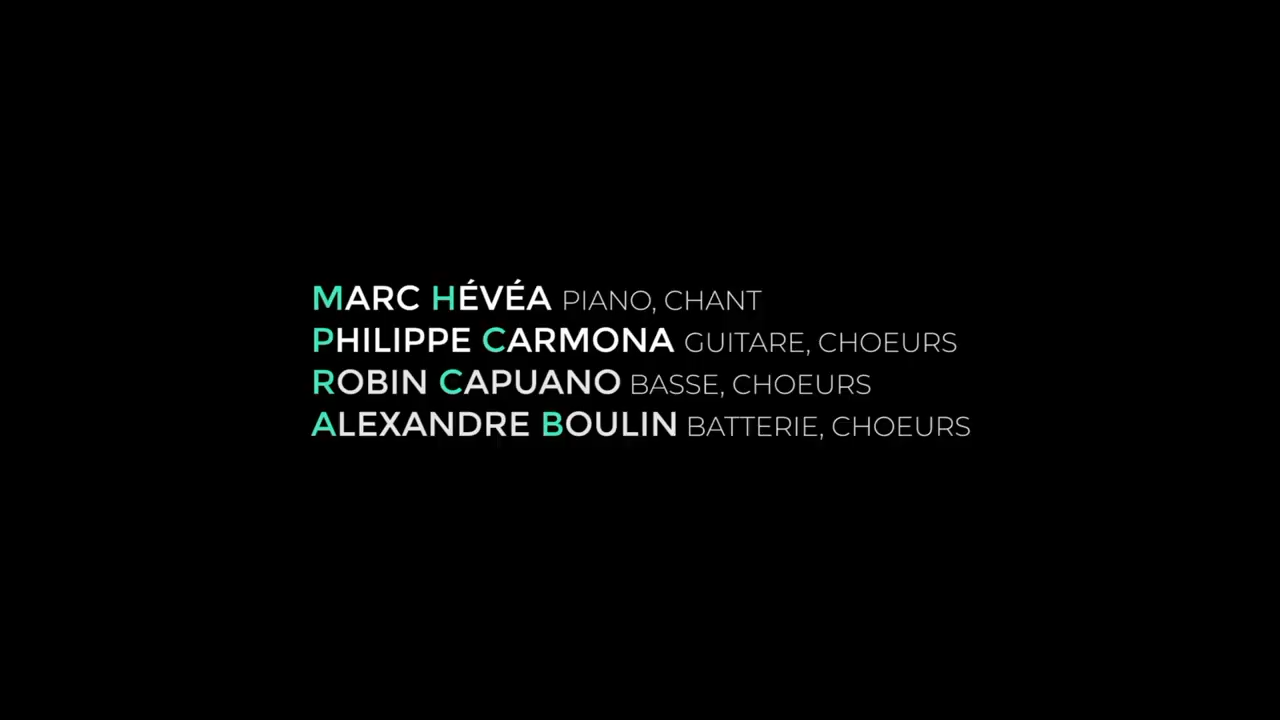 MARC HÉVÉA PIANO, CHANT
PHILIPPE CARMONA GUITARE, CHOEURS
ROBIN CAPUANO BASSE, CHOEURS
ALEXANDRE BOULIN BATTERIE, CHOEURS